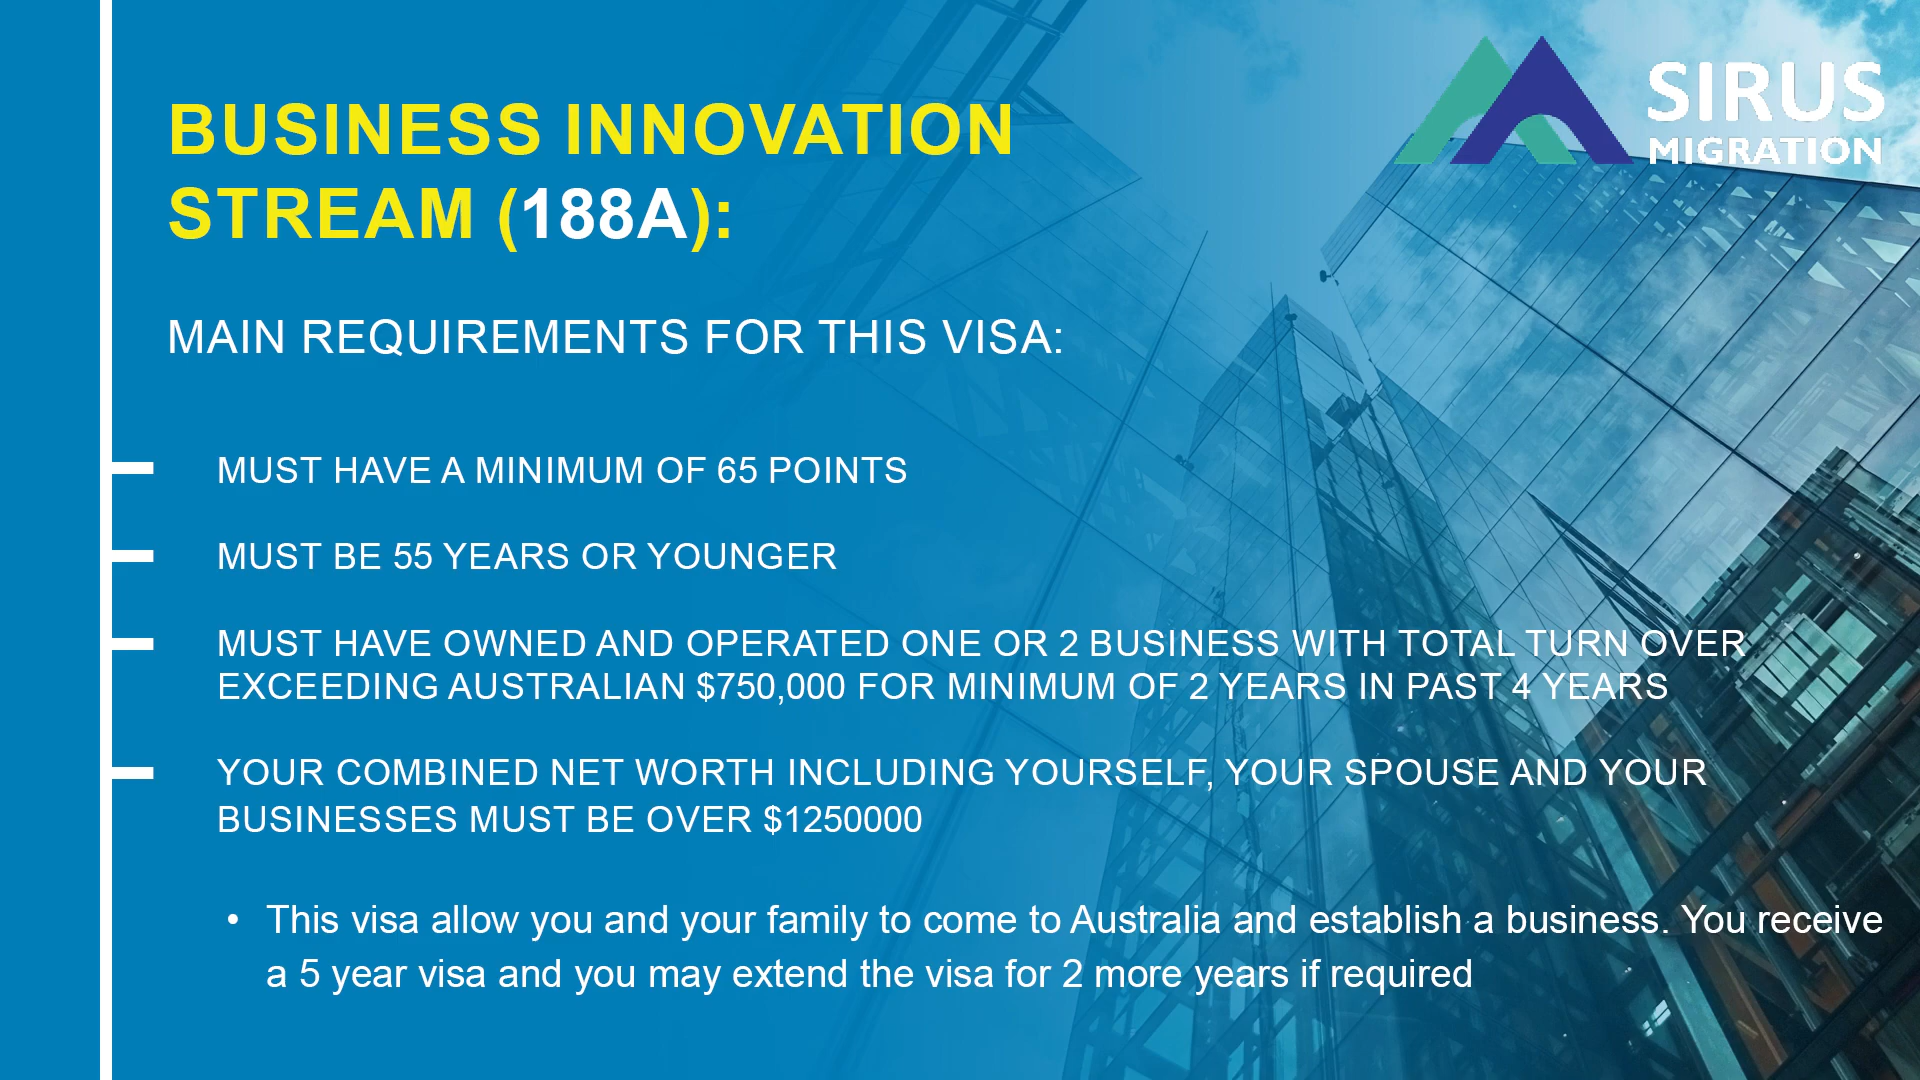 SIRUS
MIGRATION
BUSINESS INNOVATION
STREAM (188A):
MAIN REQUIREMENTS FOR THIS VISA:
MUST HAVE A MINIMUM OF 65 POINTS
MUST BE 55 YEARS OR YOUNGER
MUST HAVE OWNED AND OPERATED ONE OR 2 BUSINESS WITH TOTAL TURN OVER
EXCEEDING AUSTRALIAN $750,000 FOR MINIMUM OF 2 YEARS IN PAST 4 YEARS
YOUR COMBINED NET WORTH INCLUDING YOURSELF, YOUR SPOUSE AND YOUR
BUSINESSES MUST BE OVER $1250000
• This visa allow you and your family to come to Australia and establish a business. You receive
a 5 year visa and you may extend the visa for 2 more years if required